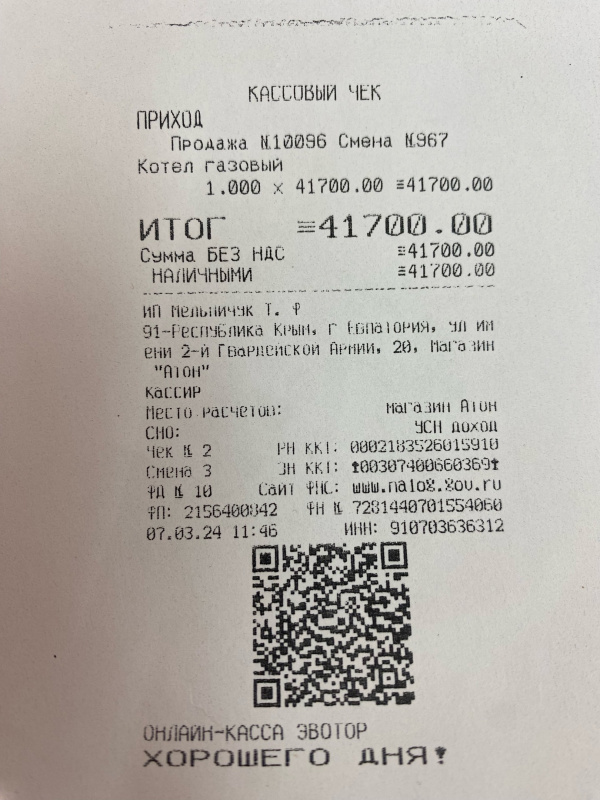 КАССОВЫЙ ЧЕК
ПРИХОД
Продажа №10096 Смена №967
Котел газовый
1.000 × 41700.00 ≡41700.00
ИТОГ ≡41700.00
Сумма БЕЗ НДС ≡41700.00
НАЛИЧНЫМИ ≡41700.00
ИП Мельничук Т. Ф
91-Республика Крым, г Евпатория, ул им
ени 2-й Гвардейской Армии, 20, Магазин
"Атон"
Кассир
Место расчетов: Магазин Атон
СНО: УСН доход
Чек № 2 РН ККТ: 0002183526015910
Смена 3 ЗН ККТ: ↑00307400660369↑
ФД № 10 Сайт ФНС: www.nalog.gov.ru
ФП: 2156400842 ФН № 7281440701554060
07.03.24 11:46 ИНН: 910703636312
ОНЛАЙН-КАССА ЭВОТОР
ХОРОШЕГО ДНЯ!